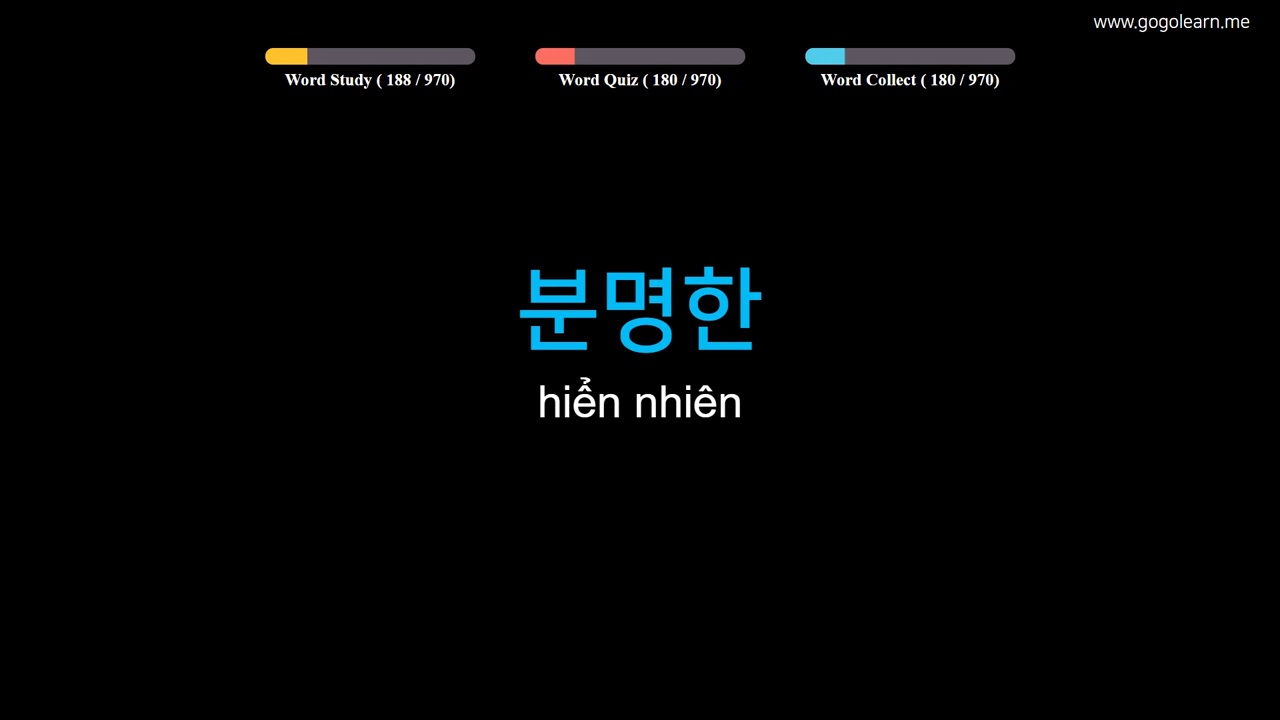 www.gogolearn.me
Word Study ( 188 / 970)
Word Quiz ( 180 / 970)
Word Collect ( 180 / 970)
분명한
hiển nhiên